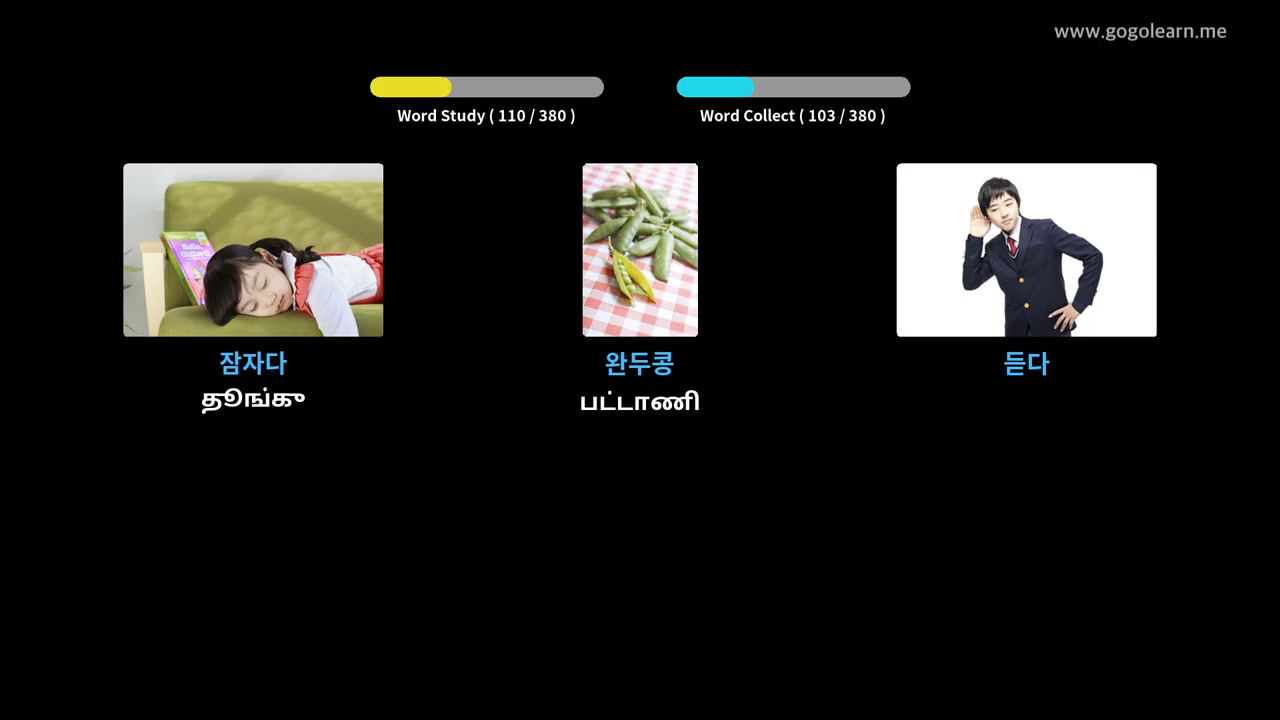 www.gogolearn.me
Word Study ( 110 / 380 )
Word Collect ( 103 / 380 )
Hello,
잠자다
완두콩
듣다
தூங்கு
பட்டாணி